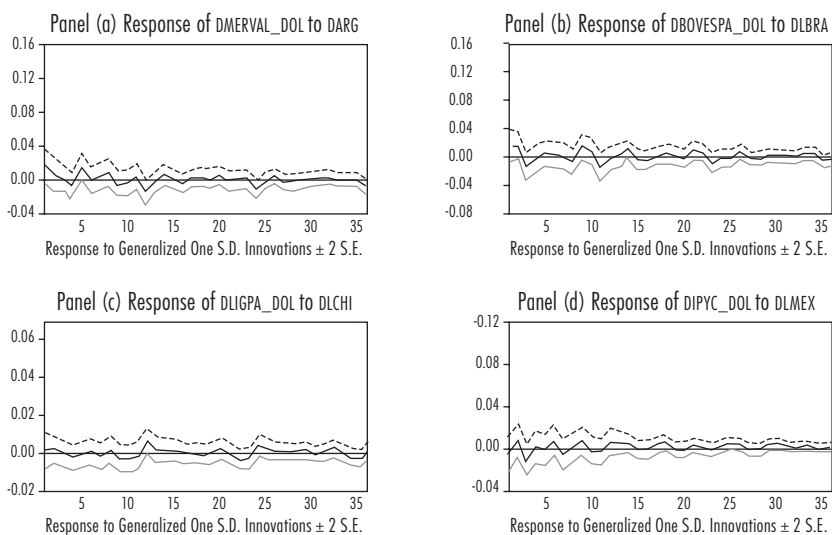 Panel (a) Response of DMERVAL_DOL to DARG
0.16
0.12
0.08
0.04
0.00
-0.04
5 10 15 20 25 30 35
Response to Generalized One S.D. Innovations ± 2 S.E.
Panel (b) Response of DBOVESPA_DOL to DLBRA
0.16
0.12
0.08
0.04
0.00
-0.04
-0.08
5 10 15 20 25 30 35
Response to Generalized One S.D. Innovations ± 2 S.E.
Panel (c) Response of DLIGPA_DOL to DLCHI
0.06
0.04
0.02
0.00
-0.02
5 10 15 20 25 30 35
Response to Generalized One S.D. Innovations ± 2 S.E.
Panel (d) Response of DIPYC_DOL to DLMEX
-0.12
0.08
0.04
0.00
-0.04
5 10 15 20 25 30 35
Response to Generalized One S.D. Innovations ± 2 S.E.